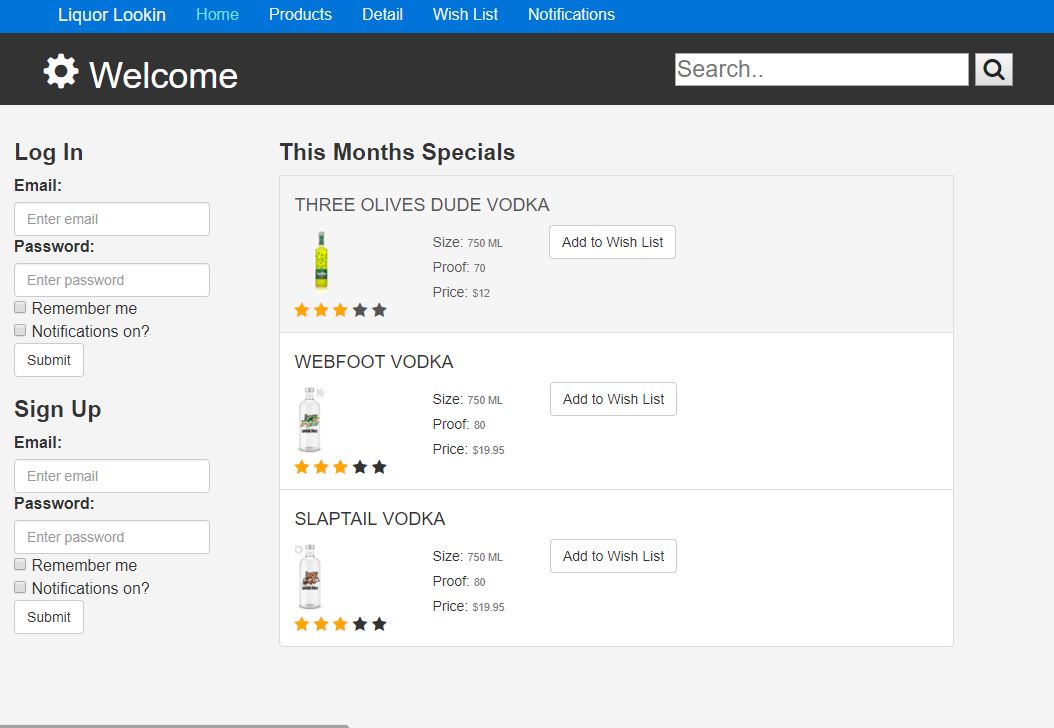 Liquor Lookin Home Products Detail Wish List Notifications
Welcome
Search..
Log In
Email:
Enter email
Password:
Enter password
Remember me
Notifications on?
Submit
Sign Up
Email:
Enter email
Password:
Enter password
Remember me
Notifications on?
Submit
This Months Specials
THREE OLIVES DUDE VODKA
Size: 750 ML
Add to Wish List
Proof: 70
Price: $12
WEBFOOT VODKA
Size: 750 ML
Add to Wish List
Proof: 80
Price: $19.95
SLAPTAIL VODKA
Size: 750 ML
Add to Wish List
Proof: 80
Price: $19.95